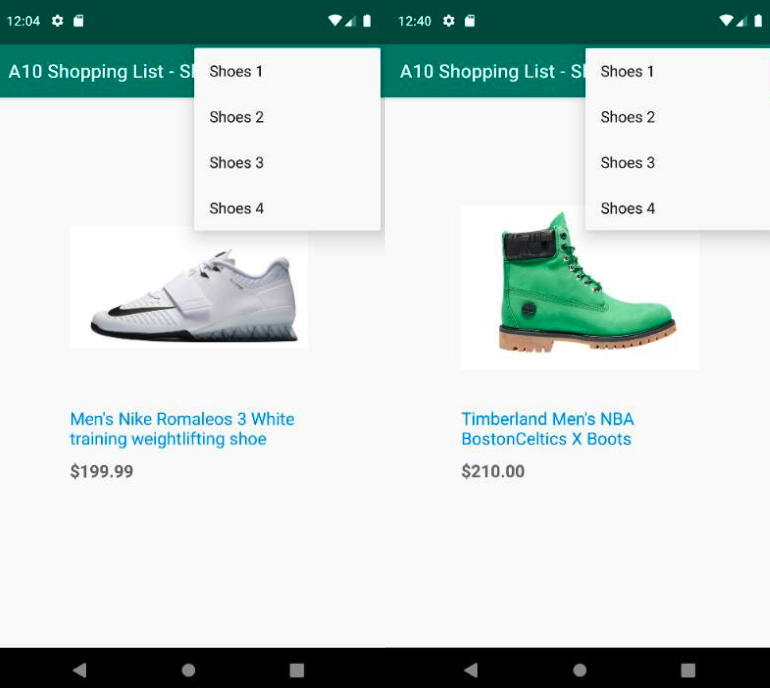 12:04
A10 Shopping List - Sl
Shoes 1
Shoes 2
Shoes 3
Shoes 4
Men's Nike Romaleos 3 White
training weightlifting shoe
$199.99
12:40
A10 Shopping List - Sl
Shoes 1
Shoes 2
Shoes 3
Shoes 4
Timberland Men's NBA
BostonCeltics X Boots
$210.00